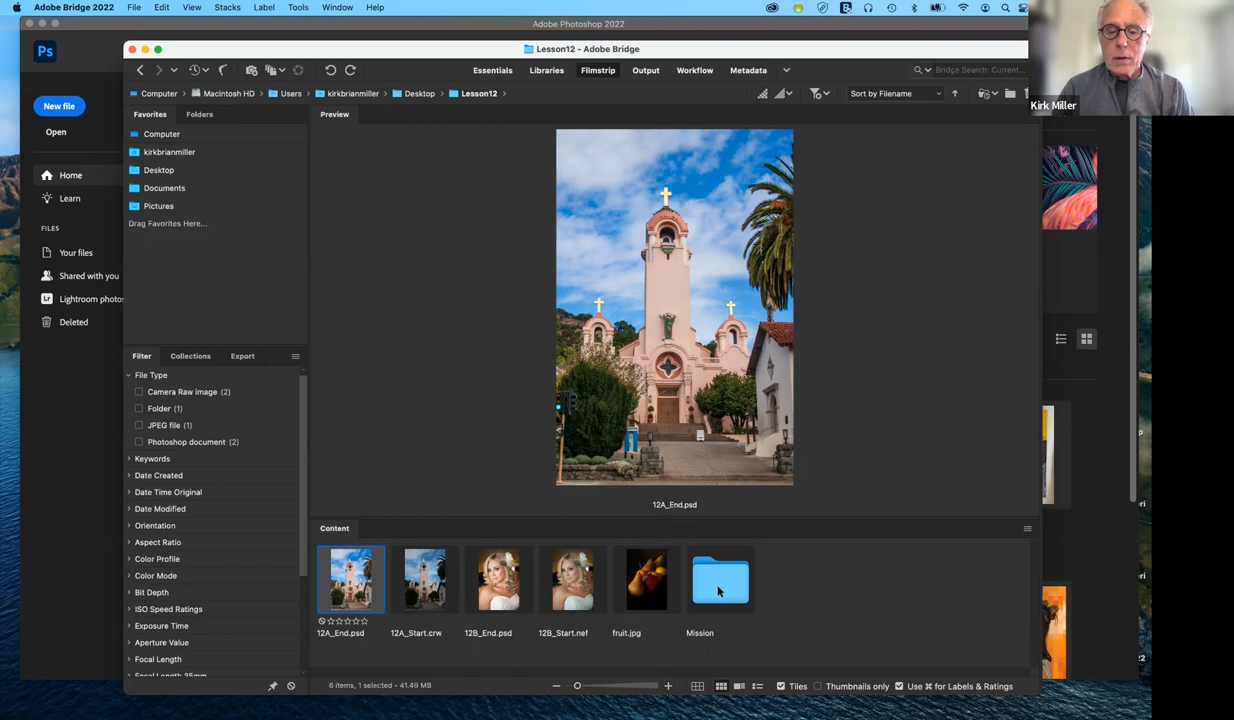 Adobe Bridge 2022 File Edit View Stacks Label Tools Window Help
Adobe Photoshop 2022
Ps
Lesson12 – Adobe Bridge
Essentials Libraries Filmstrip Output Workflow Metadata
Bridge Search: Current...
New file
Open
Home
Learn
FILES
Your files
Shared with you
Lr Lightroom photos
Deleted
Computer Macintosh HD Users kirkbrianmiller Desktop Lesson12
Sort by Filename
Favorites Folders
Computer
kirkbrianmiller
Desktop
Documents
Pictures
Drag Favorites Here...
Preview
12A_End.psd
Filter Collections Export
File Type
Camera Raw image (2)
Folder (1)
JPEG file (1)
Photoshop document (2)
Keywords
Date Created
Date Time Original
Date Modified
Orientation
Aspect Ratio
Color Profile
Color Mode
Bit Depth
ISO Speed Ratings
Exposure Time
Aperture Value
Focal Length
Focal Length 35mm
Content
12A_End.psd 12A_Start.crw 12B_End.psd 12B_Start.nef fruit.jpg Mission
6 items, 1 selected - 41.49 MB
Tiles Thumbnails only Use ⌘ for Labels & Ratings
Kirk Miller